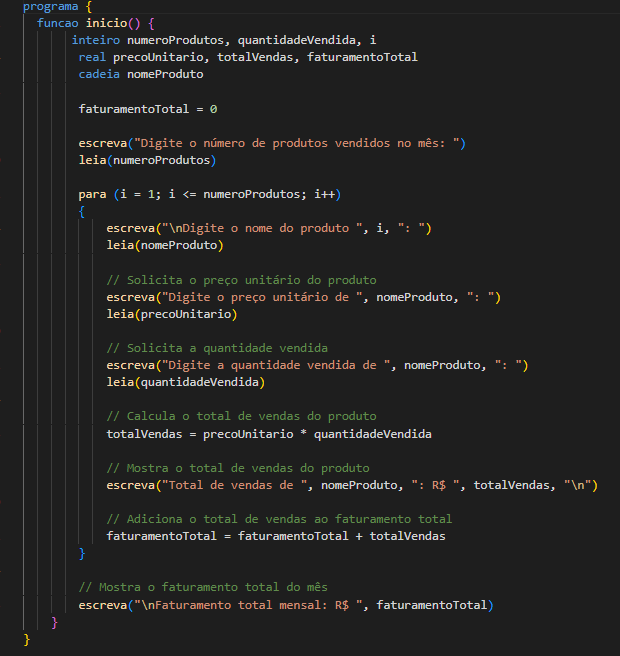 programa {
funcao inicio() {
inteiro numeroProdutos, quantidadeVendida, i
real precoUnitario, totalVendas, faturamentoTotal
cadeia nomeProduto
faturamentoTotal = 0
escreva("Digite o número de produtos vendidos no mês: ")
leia(numeroProdutos)
para (i = 1; i <= numeroProdutos; i++)
{
escreva("\nDigite o nome do produto ", i, ": ")
leia(nomeProduto)
// Solicita o preço unitário do produto
escreva("Digite o preço unitário de ", nomeProduto, ": ")
leia(precoUnitario)
// Solicita a quantidade vendida
escreva("Digite a quantidade vendida de ", nomeProduto, ": ")
leia(quantidadeVendida)
// Calcula o total de vendas do produto
totalVendas = precoUnitario * quantidadeVendida
// Mostra o total de vendas do produto
escreva("Total de vendas de ", nomeProduto, ": R$ ", totalVendas, "\n")
// Adiciona o total de vendas ao faturamento total
faturamentoTotal = faturamentoTotal + totalVendas
}
// Mostra o faturamento total do mês
escreva("\nFaturamento total mensal: R$ ", faturamentoTotal)
}
}